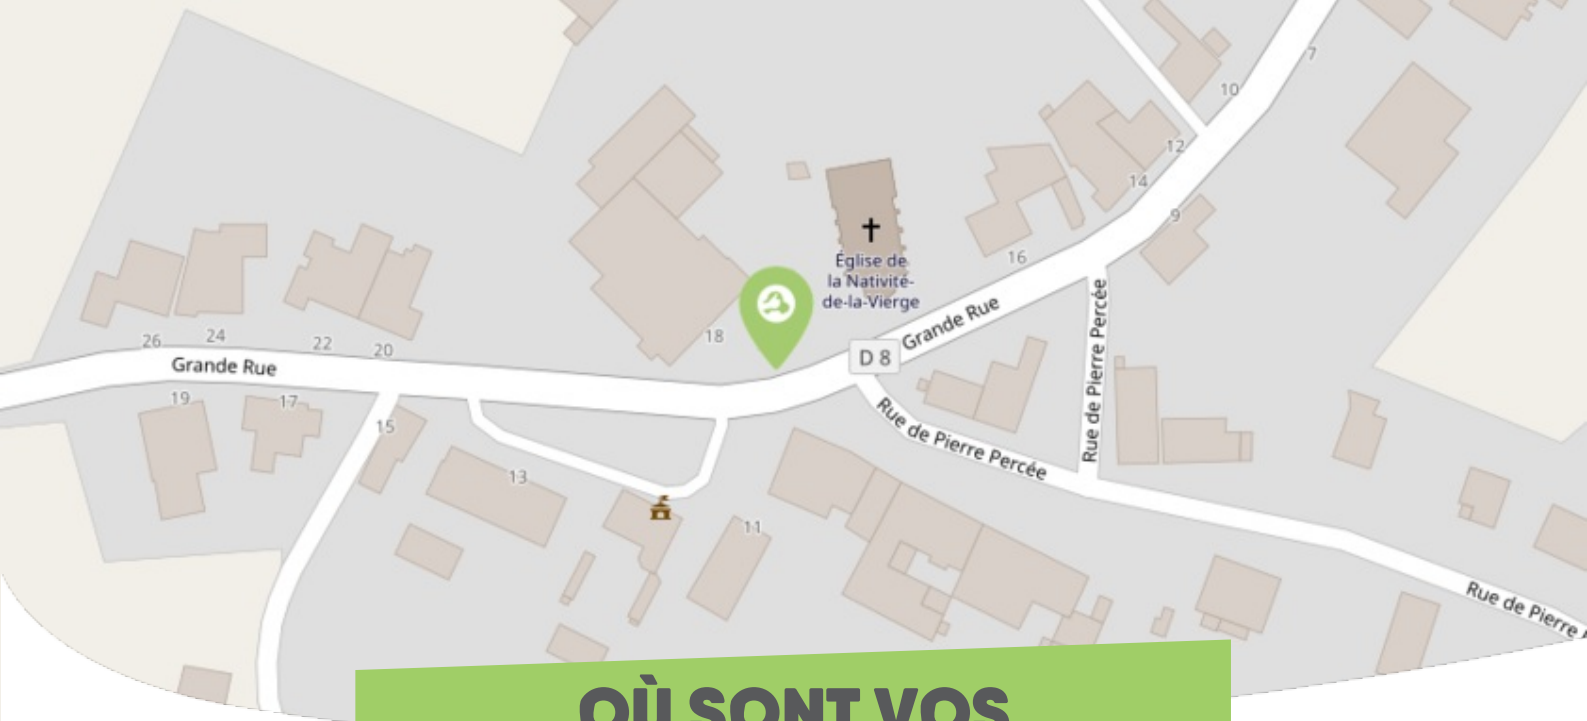 7
10
12
14
9
16
Église de
la Nativité-
de-la-Vierge
Grande Rue
D 8
18
26
24
22
20
Grande Rue
19
17
15
13
11
Rue de Pierre Percée
Rue de Pierre Percée
Rue de Pierre
OÙ SONT VOS